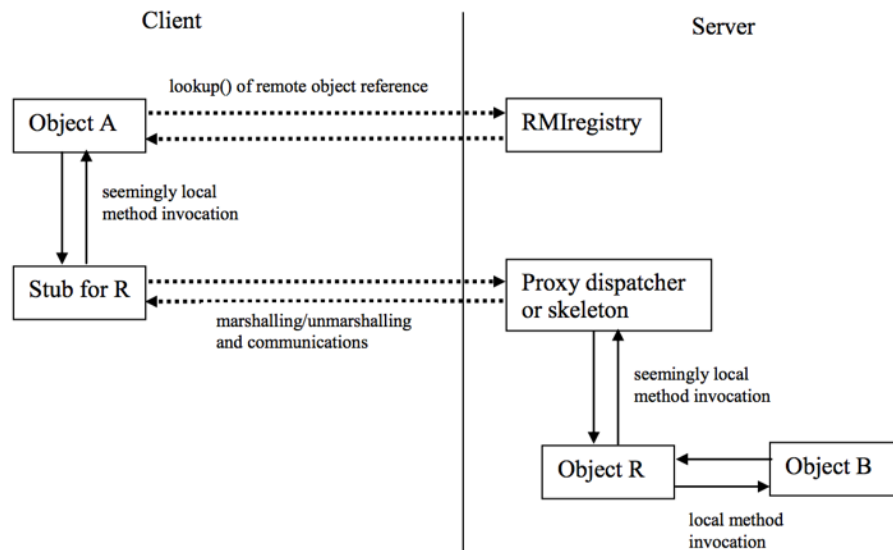 Client
Server
lookup() of remote object reference
Object A
RMIregistry
seemingly local
method invocation
Stub for R
Proxy dispatcher
or skeleton
marshalling/unmarshalling
and communications
seemingly local
method invocation
Object R
Object B
local method
invocation